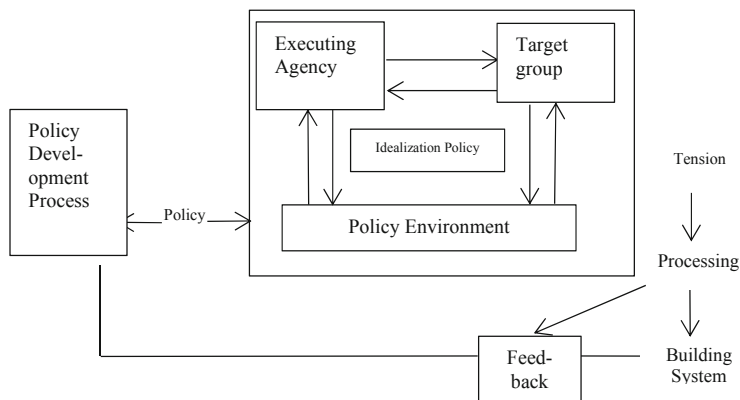 Executing
Agency
Target
group
Policy
Devel-
opment
Process
Idealization Policy
Tension
Policy
Policy Environment
Processing
Feed-
back
Building
System